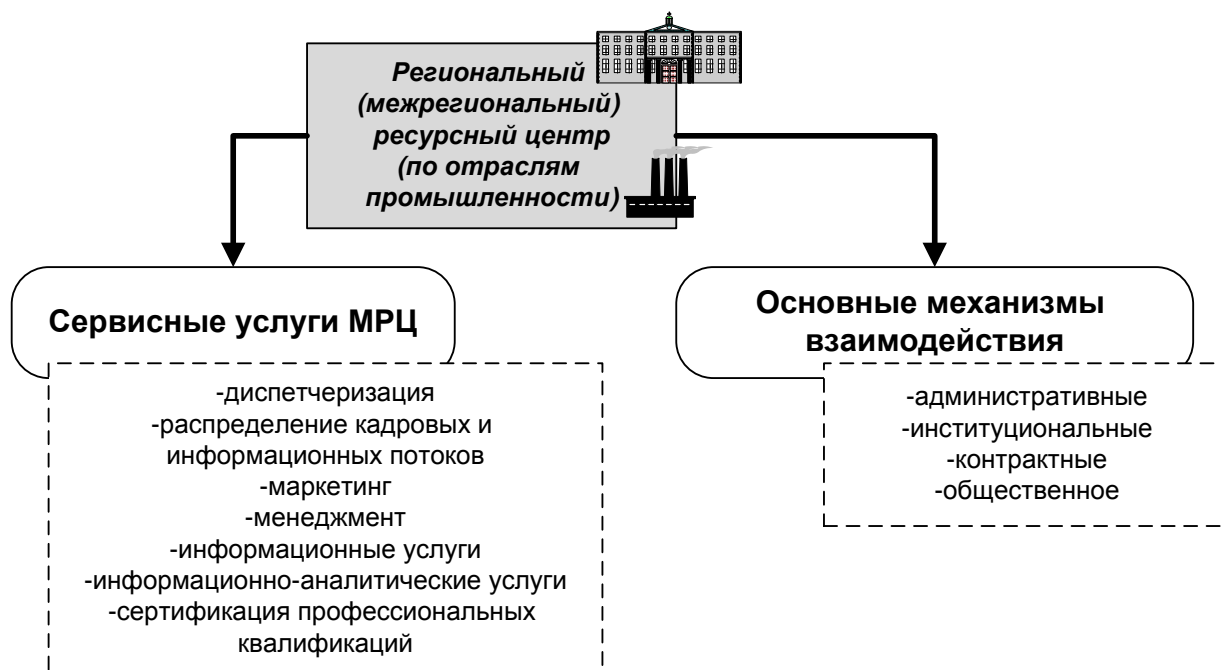 Региональный
(межрегиональный)
ресурсный центр
(по отраслям
промышленности)
Сервисные услуги МРЦ
-диспетчеризация
-распределение кадровых и
информационных потоков
-маркетинг
-менеджмент
-информационные услуги
-информационно-аналитические услуги
-сертификация профессиональных
квалификаций
Основные механизмы
взаимодействия
-административные
-институциональные
-контрактные
-общественное